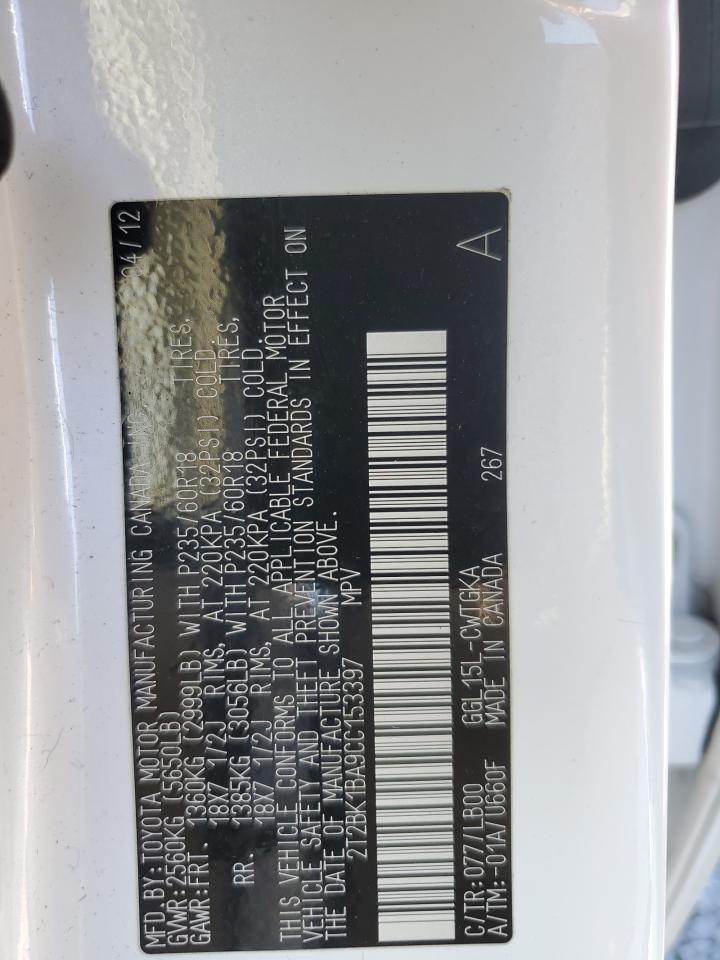 MFD. BY: TOYOTA MOTOR MANUFACTURING CANADA INC 04/12
GVWR: 2560KG (5650LB)
GAWR: FRT. 1360KG (2999LB) WITH P235/60R18 TIRES,
18X7 1/2J RIMS, AT 220KPA (32PSI) COLD.
RR. 1385KG (3056LB) WITH P235/60R18 TIRES,
18X7 1/2J RIMS, AT 220KPA (32PSI) COLD.
THIS VEHICLE CONFORMS TO ALL APPLICABLE FEDERAL MOTOR
VEHICLE SAFETY AND THEFT PREVENTION STANDARDS IN EFFECT ON
THE DATE OF MANUFACTURE SHOWN ABOVE.
2T2BK1BA9CC153397 MPV
C/TR: 077/LB00 GGL15L-CWTGKA 267 A
A/TM: -01A/U660F MADE IN CANADA